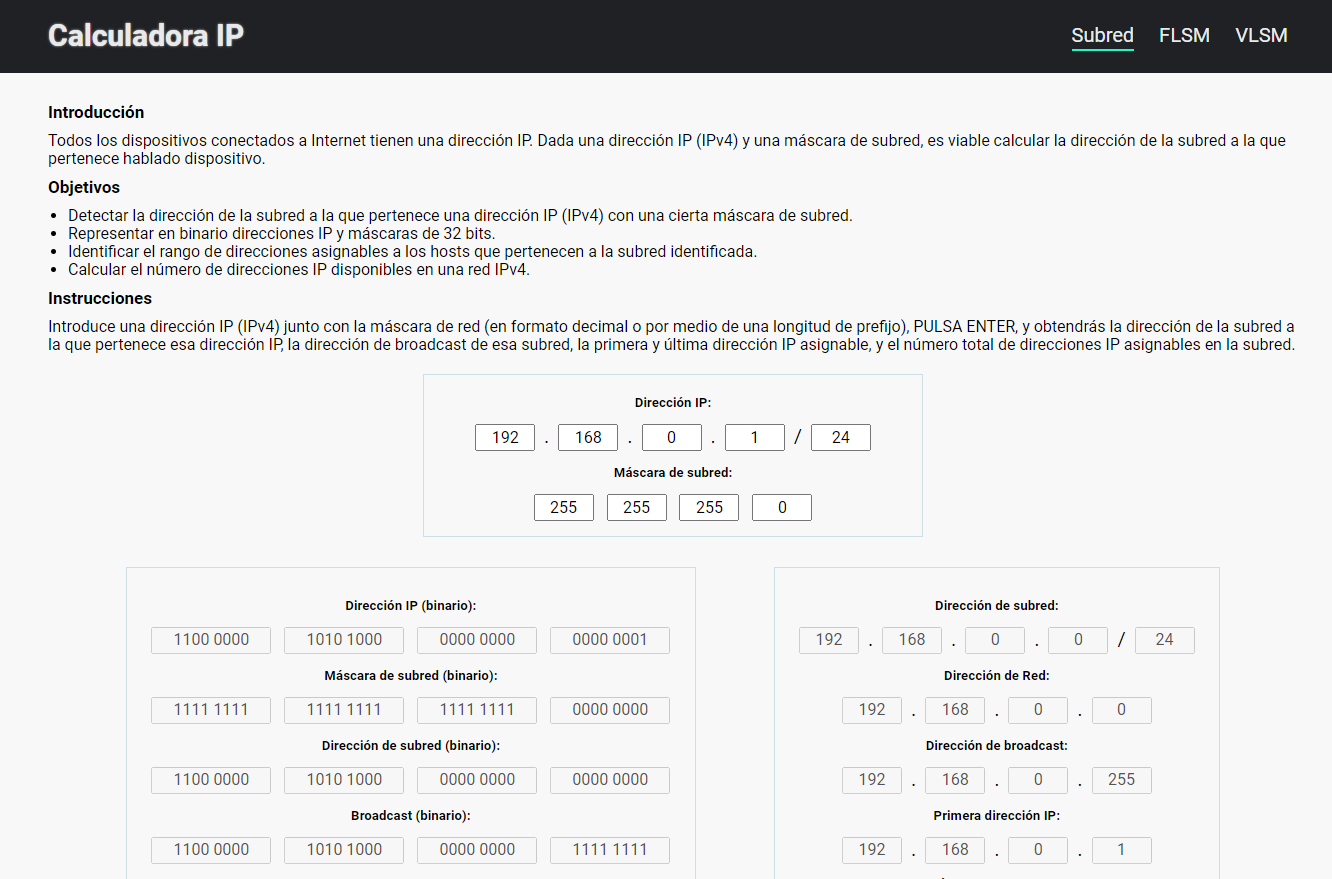 Calculadora IP
Subred FLSM VLSM
Introducción
Todos los dispositivos conectados a Internet tienen una dirección IP. Dada una dirección IP (IPv4) y una máscara de subred, es viable calcular la dirección de la subred a la que
pertenece hablado dispositivo.
Objetivos
• Detectar la dirección de la subred a la que pertenece una dirección IP (IPv4) con una cierta máscara de subred.
• Representar en binario direcciones IP y máscaras de 32 bits.
• Identificar el rango de direcciones asignables a los hosts que pertenecen a la subred identificada.
• Calcular el número de direcciones IP disponibles en una red IPv4.
Instrucciones
Introduce una dirección IP (IPv4) junto con la máscara de red (en formato decimal o por medio de una longitud de prefijo), PULSA ENTER, y obtendrás la dirección de la subred a
la que pertenece esa dirección IP, la dirección de broadcast de esa subred, la primera y última dirección IP asignable, y el número total de direcciones IP asignables en la subred.
Dirección IP:
192 . 168 . 0 . 1 / 24
Máscara de subred:
255 255 255 0
Dirección IP (binario):
1100 0000 1010 1000 0000 0000 0000 0001
Máscara de subred (binario):
1111 1111 1111 1111 1111 1111 0000 0000
Dirección de subred (binario):
1100 0000 1010 1000 0000 0000 0000 0000
Broadcast (binario):
1100 0000 1010 1000 0000 0000 1111 1111
Dirección de subred:
192 . 168 . 0 . 0 / 24
Dirección de Red:
192 . 168 . 0 . 0
Dirección de broadcast:
192 . 168 . 0 . 255
Primera dirección IP:
192 . 168 . 0 . 1